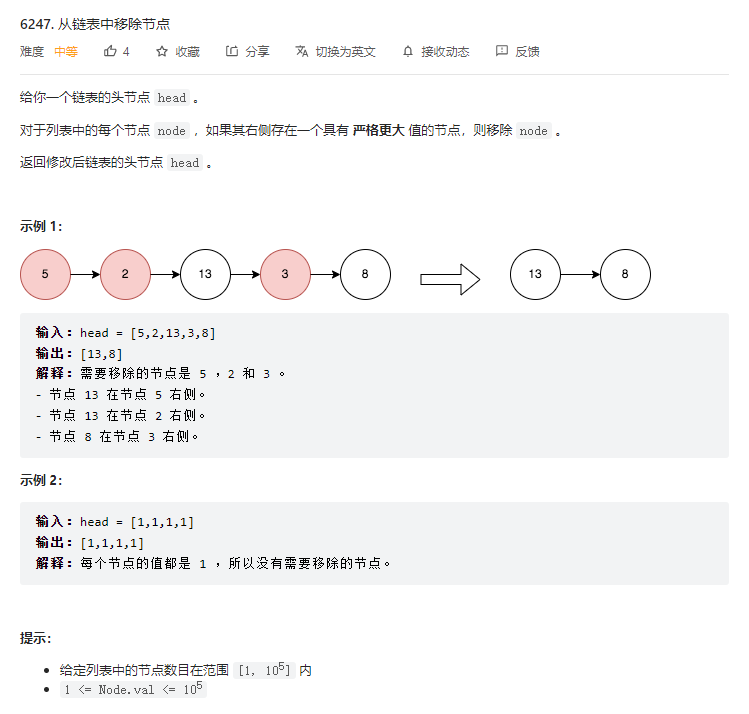 6247. 从链表中移除节点
难度 中等 4 收藏 分享 切换为英文 接收动态 反馈
给你一个链表的头节点 head 。
对于列表中的每个节点 node ，如果其右侧存在一个具有 严格更大 值的节点，则移除 node 。
返回修改后链表的头节点 head 。
示例 1：
5 2 13 3 8 13 8
输入：head = [5,2,13,3,8]
输出：[13,8]
解释：需要移除的节点是 5 ，2 和 3 。
- 节点 13 在节点 5 右侧。
- 节点 13 在节点 2 右侧。
- 节点 8 在节点 3 右侧。
示例 2：
输入：head = [1,1,1,1]
输出：[1,1,1,1]
解释：每个节点的值都是 1 ，所以没有需要移除的节点。
提示：
• 给定列表中的节点数目在范围 [1, 10⁵] 内
• 1 <= Node.val <= 10⁵